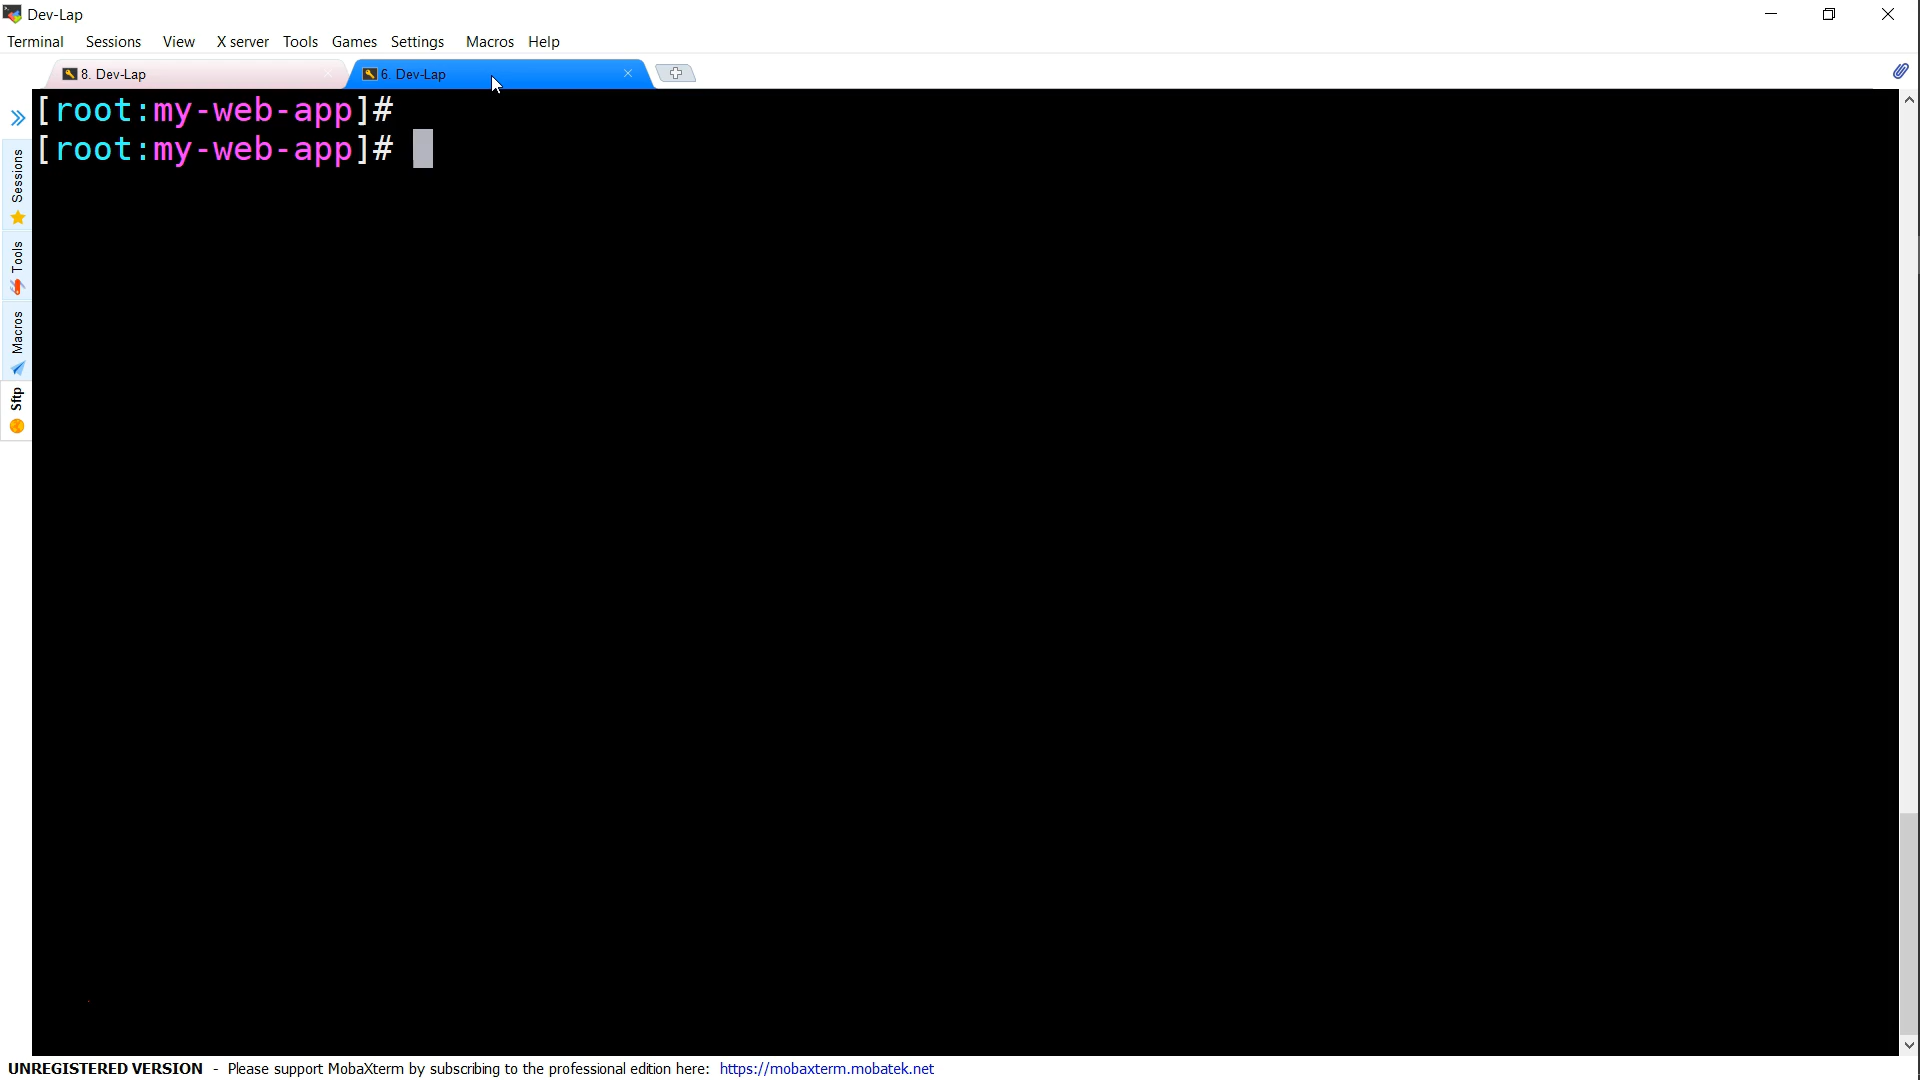 Dev-Lap
Terminal Sessions View X server Tools Games Settings Macros Help
8. Dev-Lap 6. Dev-Lap
[root:my-web-app]#
[root:my-web-app]#
Sessions
Tools
Macros
Sftp
UNREGISTERED VERSION - Please support MobaXterm by subscribing to the professional edition here: https://mobaxterm.mobatek.net